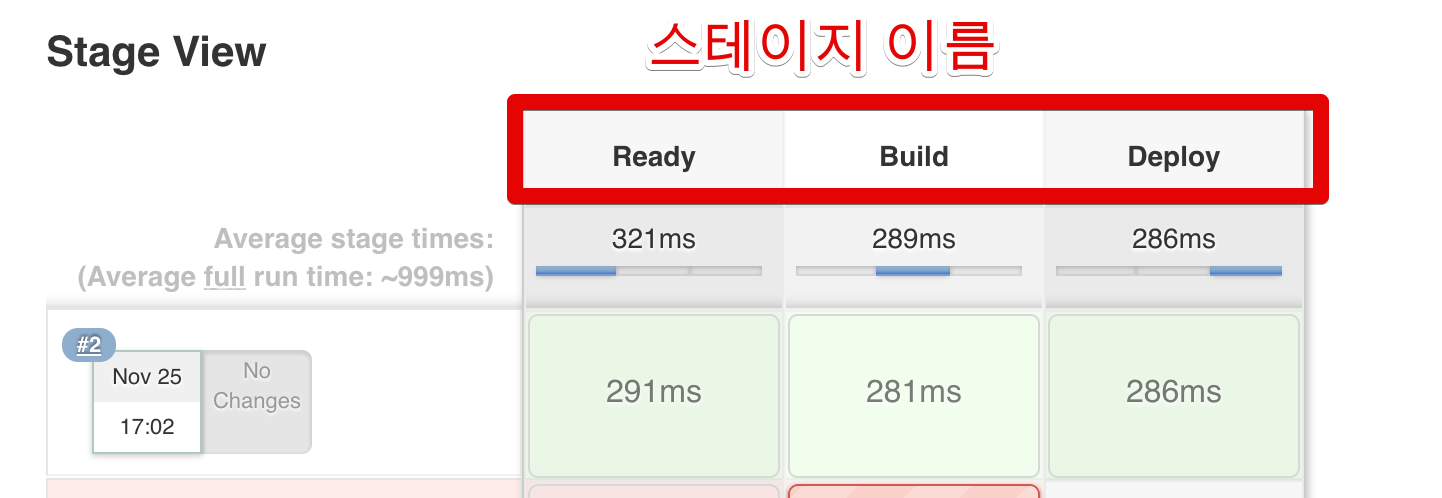 Stage View
스테이지 이름
Ready Build Deploy
Average stage times:
(Average full run time: ~999ms)
321ms 289ms 286ms
#2
Nov 25
17:02
No
Changes
291ms 281ms 286ms